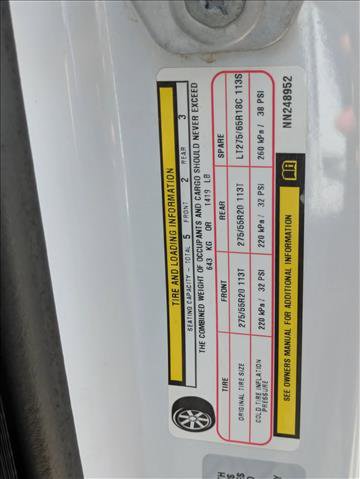 TIRE AND LOADING INFORMATION
SEATING CAPACITY - TOTAL 5 FRONT 2 REAR 3
THE COMBINED WEIGHT OF OCCUPANTS AND CARGO SHOULD NEVER EXCEED
643 KG OR 1419 LB
TIRE FRONT REAR SPARE
ORIGINAL TIRE SIZE 275/55R20 113T 275/55R20 113T LT275/65R18C 113S
COLD TIRE INFLATION PRESSURE 220 kPa / 32 PSI 220 kPa / 32 PSI 260 kPa / 38 PSI
SEE OWNERS MANUAL FOR ADDITIONAL INFORMATION
NN248952